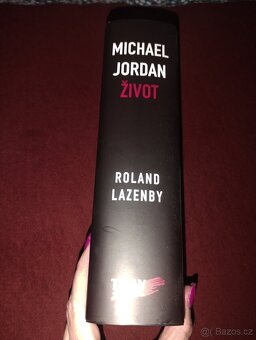 MICHAEL
JORDAN
ŽIVOT
ROLAND
LAZENBY
Bazos.cz